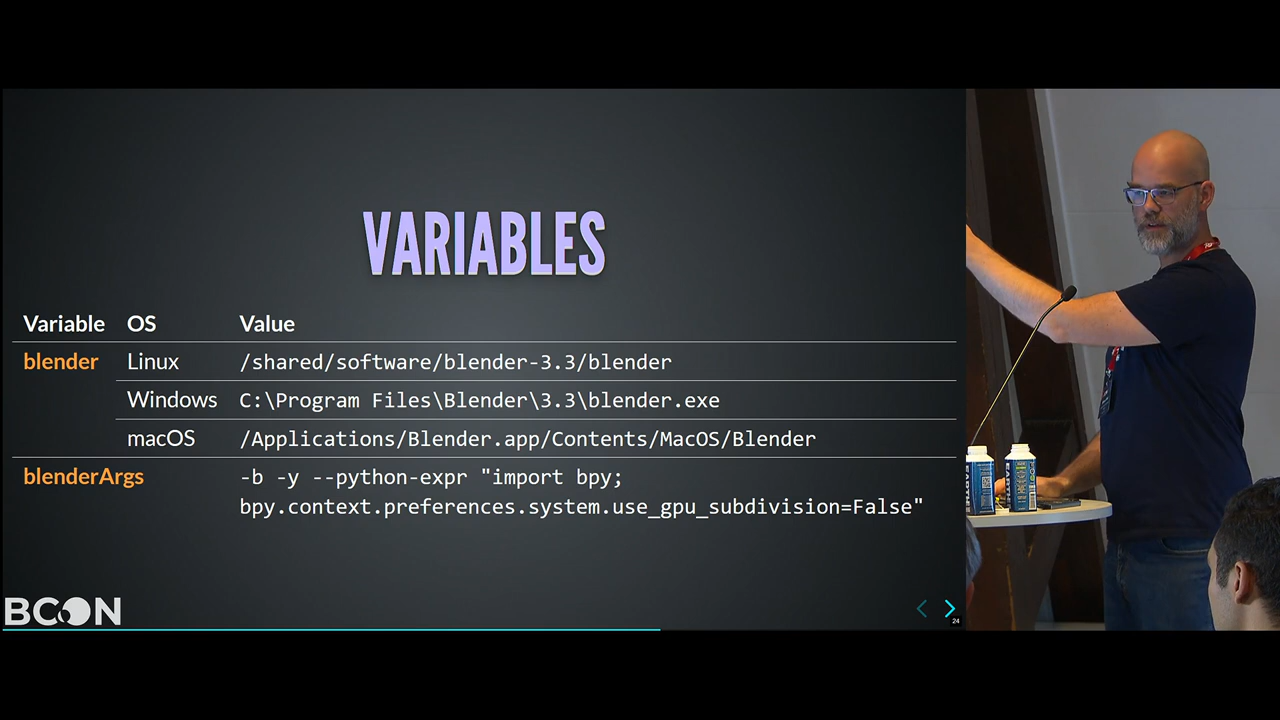 VARIABLES
Variable OS Value
blender Linux /shared/software/blender-3.3/blender
Windows C:\Program Files\Blender\3.3\blender.exe
macOS /Applications/Blender.app/Contents/MacOS/Blender
blenderArgs -b -y --python-expr "import bpy;
bpy.context.preferences.system.use_gpu_subdivision=False"
BCON
24